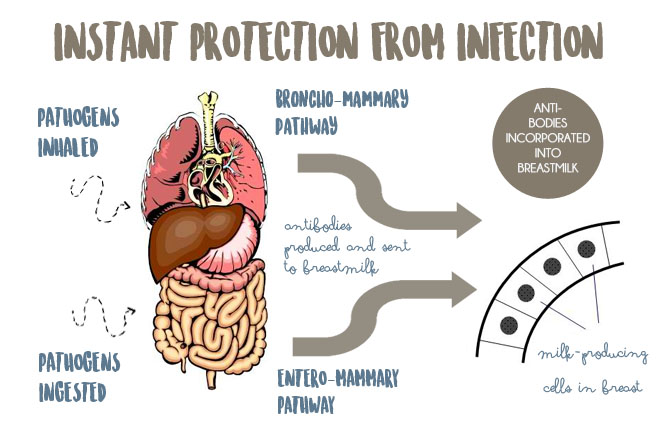 INSTANT PROTECTION FROM INFECTION
PATHOGENS
INHALED
BRONCHO-MAMMARY
PATHWAY
ANTI-
BODIES
INCORPORATED
INTO
BREASTMILK
antibodies
produced and sent
to breastmilk
PATHOGENS
INGESTED
ENTERO-MAMMARY
PATHWAY
milk-producing
cells in breast